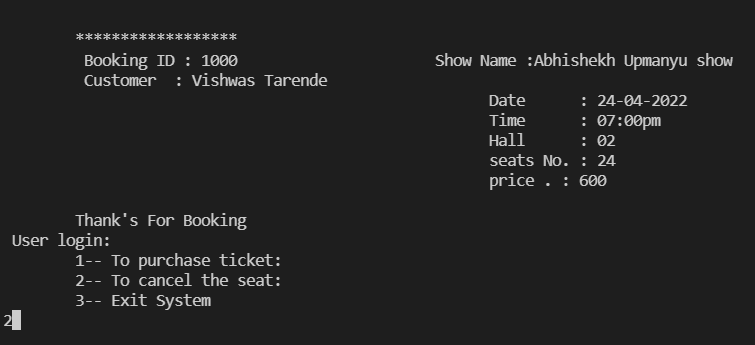 ******************
Booking ID : 1000 Show Name :Abhishekh Upmanyu show
Customer : Vishwas Tarende
Date : 24-04-2022
Time : 07:00pm
Hall : 02
seats No. : 24
price . : 600
Thank's For Booking
User login:
1-- To purchase ticket:
2-- To cancel the seat:
3-- Exit System
2